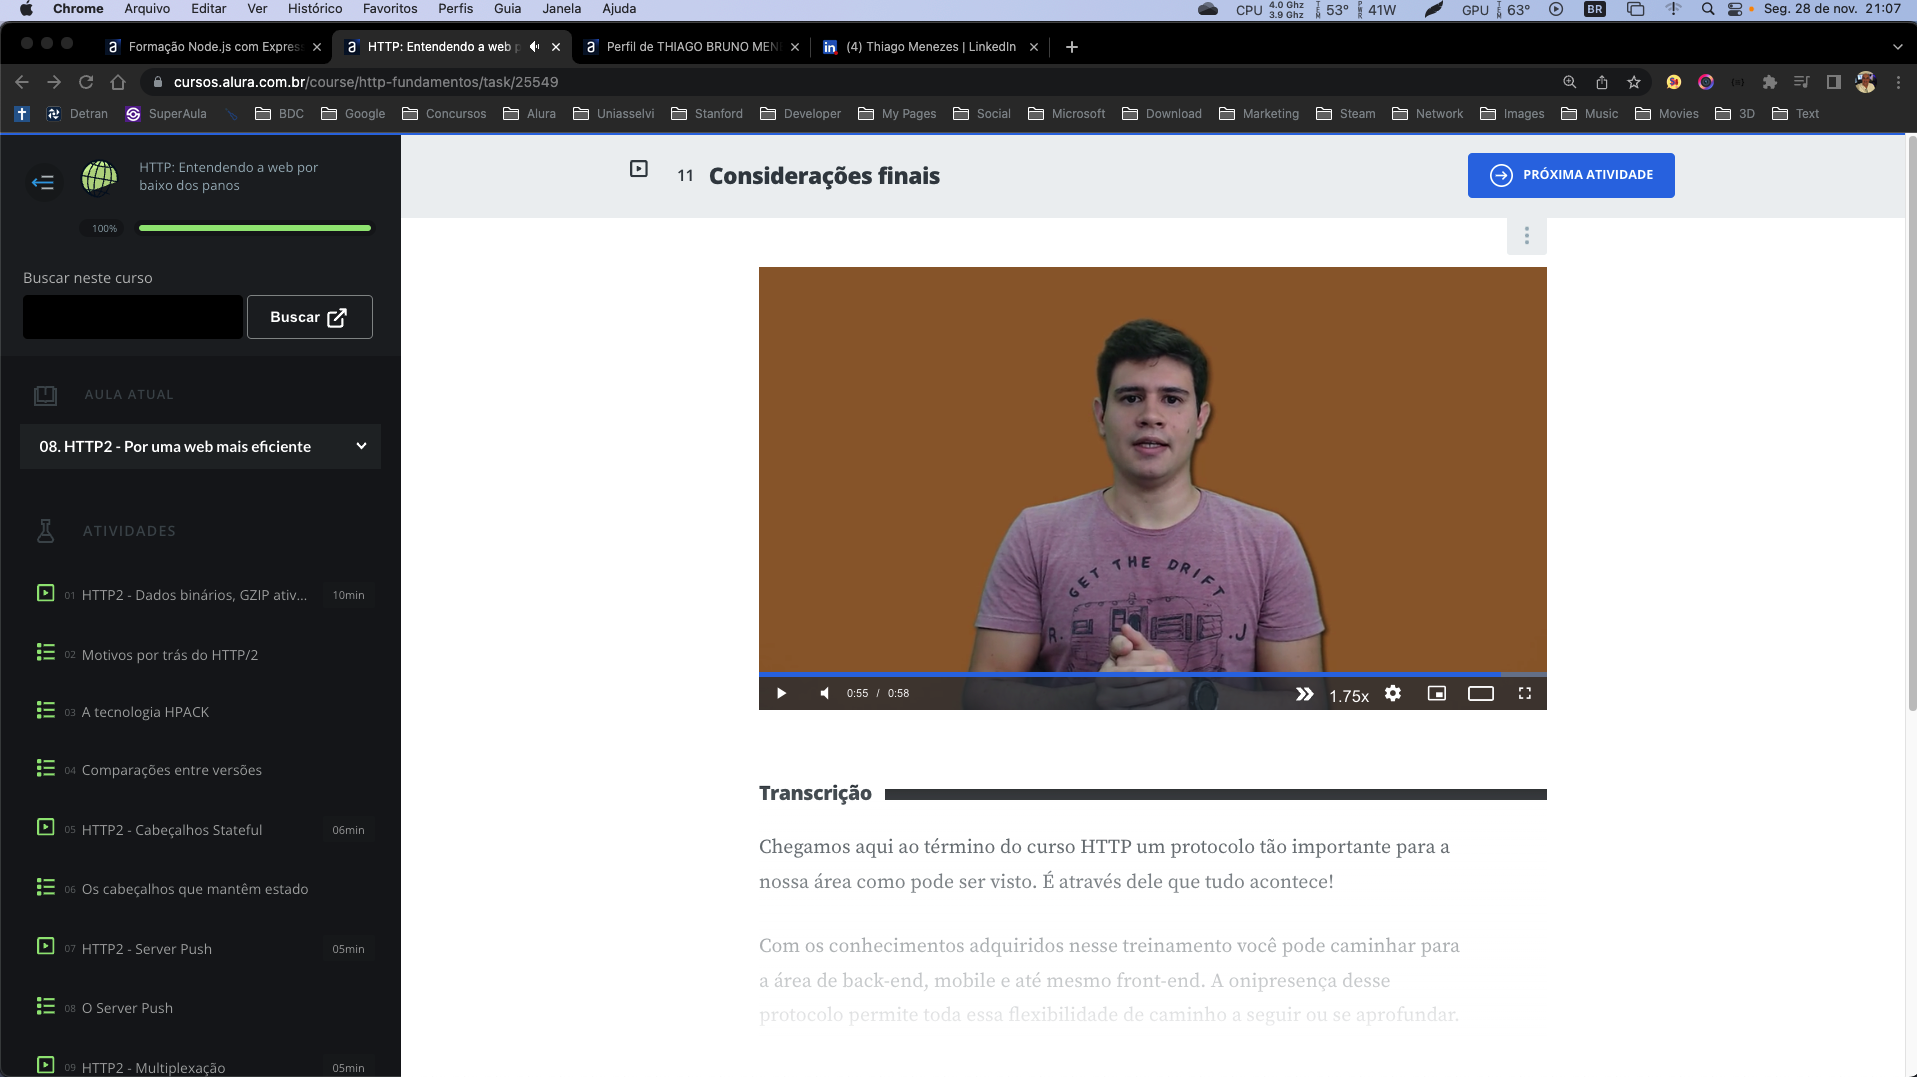 Chrome Arquivo Editar Ver Histórico Favoritos Perfis Guia Janela Ajuda CPU 4.0 Ghz 3.9 Ghz 53° 41W GPU 63° BR Seg. 28 de nov. 21:07
Formação Node.js com Expres HTTP: Entendendo a web p Perfil de THIAGO BRUNO MEN (4) Thiago Menezes | LinkedIn
cursos.alura.com.br/course/http-fundamentos/task/25549
Detran SuperAula BDC Google Concursos Alura Uniasselvi Stanford Developer My Pages Social Microsoft Download Marketing Steam Network Images Music Movies 3D Text
HTTP: Entendendo a web por
baixo dos panos
100%
Buscar neste curso
Buscar
AULA ATUAL
08. HTTP2 - Por uma web mais eficiente
ATIVIDADES
01 HTTP2 - Dados binários, GZIP ativ... 10min
02 Motivos por trás do HTTP/2
03 A tecnologia HPACK
04 Comparações entre versões
05 HTTP2 - Cabeçalhos Stateful 06min
06 Os cabeçalhos que mantêm estado
07 HTTP2 - Server Push 05min
08 O Server Push
09 HTTP2 - Multiplexação 05min
11 Considerações finais
PRÓXIMA ATIVIDADE
GET THE DRIFT
R. .J
0:55 / 0:58 1.75x
Transcrição
Chegamos aqui ao término do curso HTTP um protocolo tão importante para a
nossa área como pode ser visto. É através dele que tudo acontece!
Com os conhecimentos adquiridos nesse treinamento você pode caminhar para
a área de back-end, mobile e até mesmo front-end. A onipresença desse
protocolo permite toda essa flexibilidade de caminho a seguir ou se aprofundar.